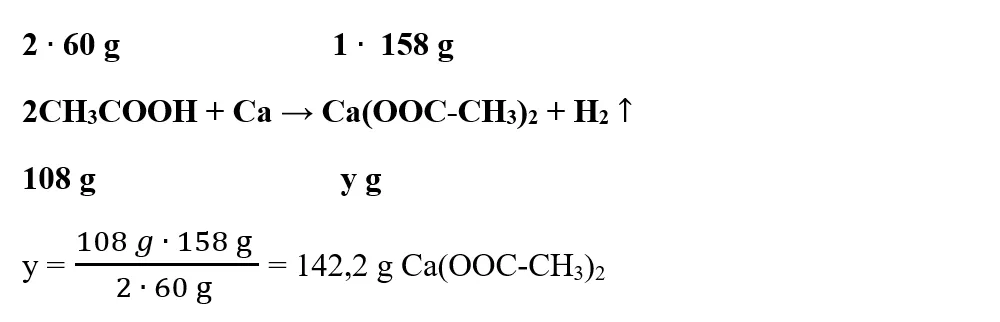 2 · 60 g 1 · 158 g
2CH₃COOH + Ca → Ca(OOC-CH₃)₂ + H₂ ↑
108 g y g
y = 108 g · 158 g / 2 · 60 g = 142,2 g Ca(OOC-CH₃)₂